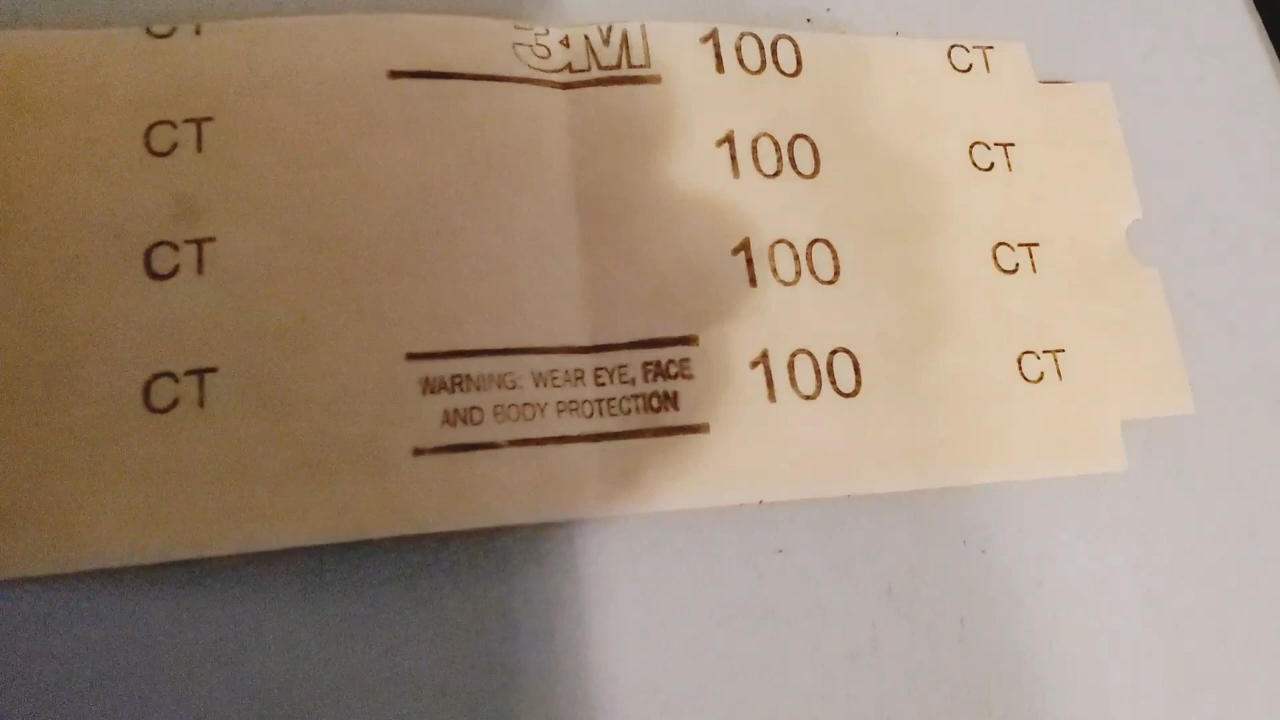 CT 3M 100 CT
CT 100 CT
CT 100 CT
CT 100 CT
WARNING: WEAR EYE, FACE
AND BODY PROTECTION